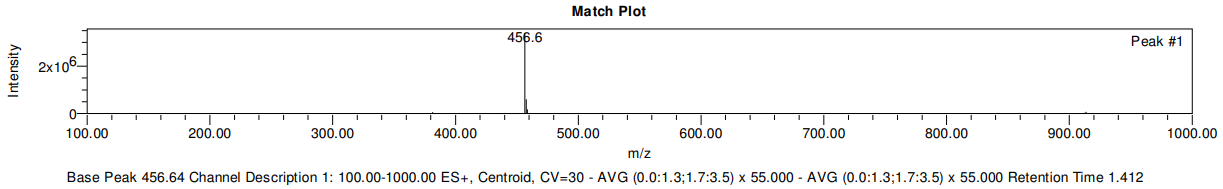 Match Plot
456.6
Peak #1
Intensity
2x10^6
0
100.00 200.00 300.00 400.00 500.00 600.00 700.00 800.00 900.00 1000.00
m/z
Base Peak 456.64 Channel Description 1: 100.00-1000.00 ES+, Centroid, CV=30 - AVG (0.0:1.3;1.7:3.5) x 55.000 - AVG (0.0:1.3;1.7:3.5) x 55.000 Retention Time 1.412